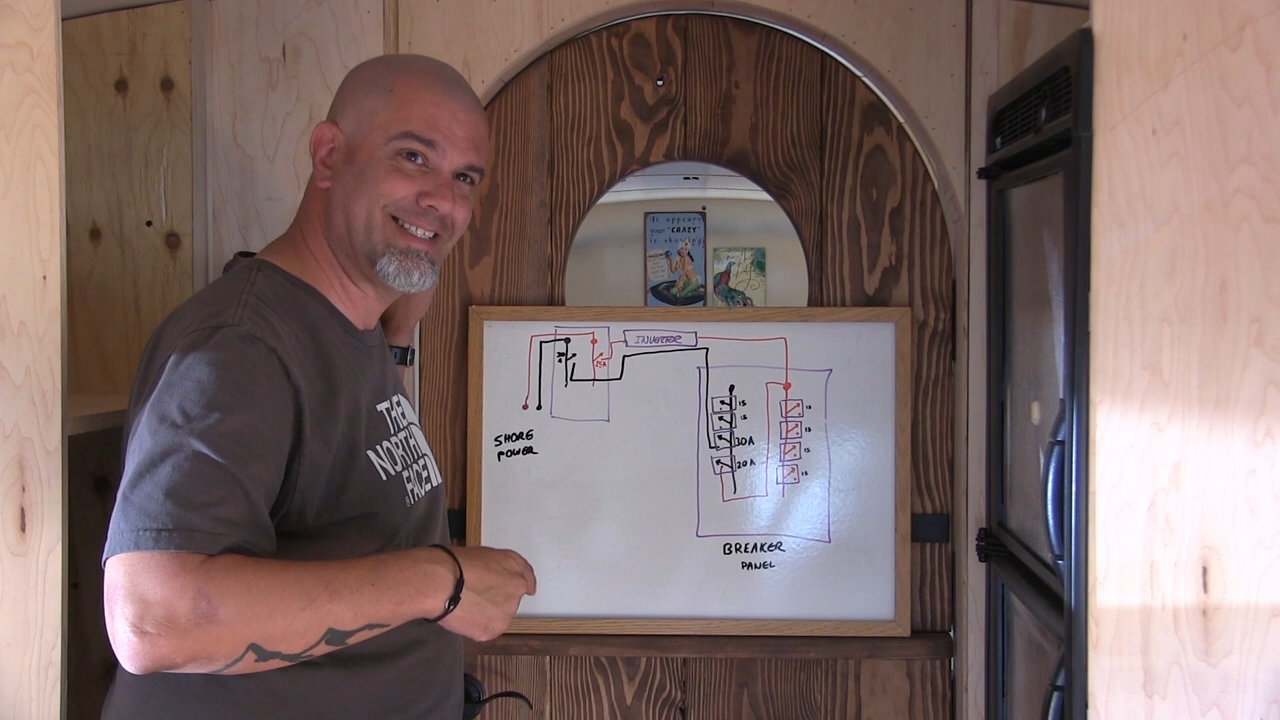 It appears
your "CRAZY"
is showing
INVERTER
25A
SHORE
POWER
15
15
30A
20A
15
15
15
15
BREAKER
PANEL
THE
NORTH
FACE